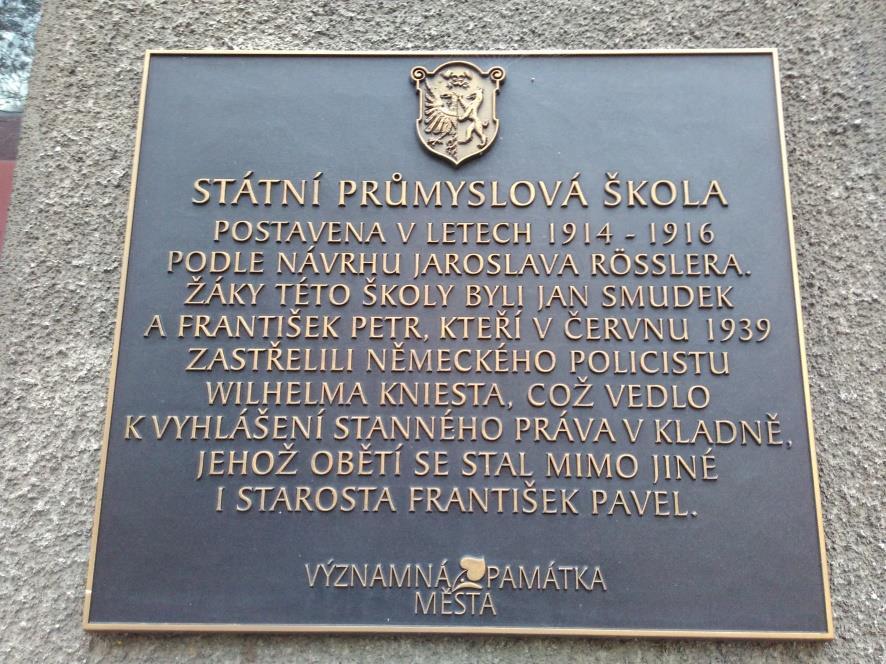 STÁTNÍ PRŮMYSLOVÁ ŠKOLA
POSTAVENA V LETECH 1914 - 1916
PODLE NÁVRHU JAROSLAVA RÖSSLERA.
ŽÁKY TÉTO ŠKOLY BYLI JAN SMUDEK
A FRANTIŠEK PETR, KTEŘÍ V ČERVNU 1939
ZASTŘELILI NĚMECKÉHO POLICISTU
WILHELMA KNIESTA, COŽ VEDLO
K VYHLÁŠENÍ STANNÉHO PRÁVA V KLADNĚ,
JEHOŽ OBĚTÍ SE STAL MIMO JINÉ
I STAROSTA FRANTIŠEK PAVEL.
VÝZNAMNÁ PAMÁTKA
MĚSTA